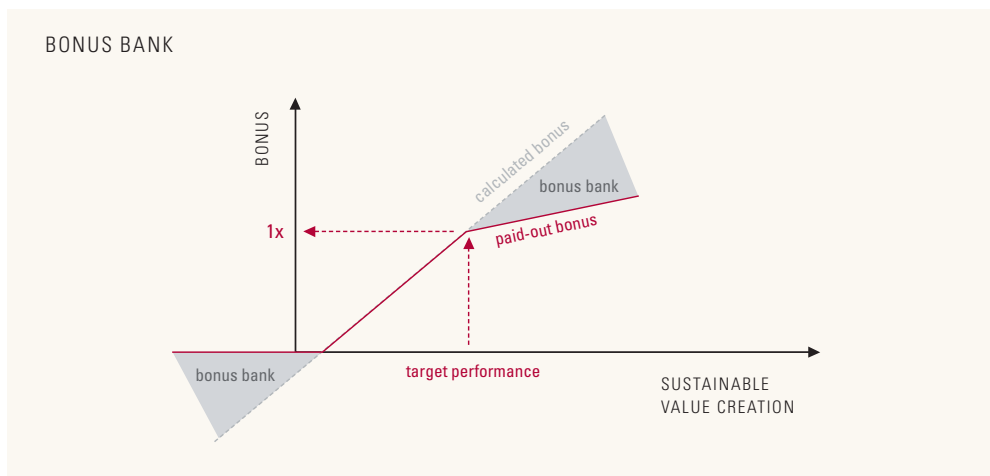 BONUS BANK
BONUS
calculated bonus
bonus bank
1x
paid-out bonus
bonus bank
target performance
SUSTAINABLE
VALUE CREATION